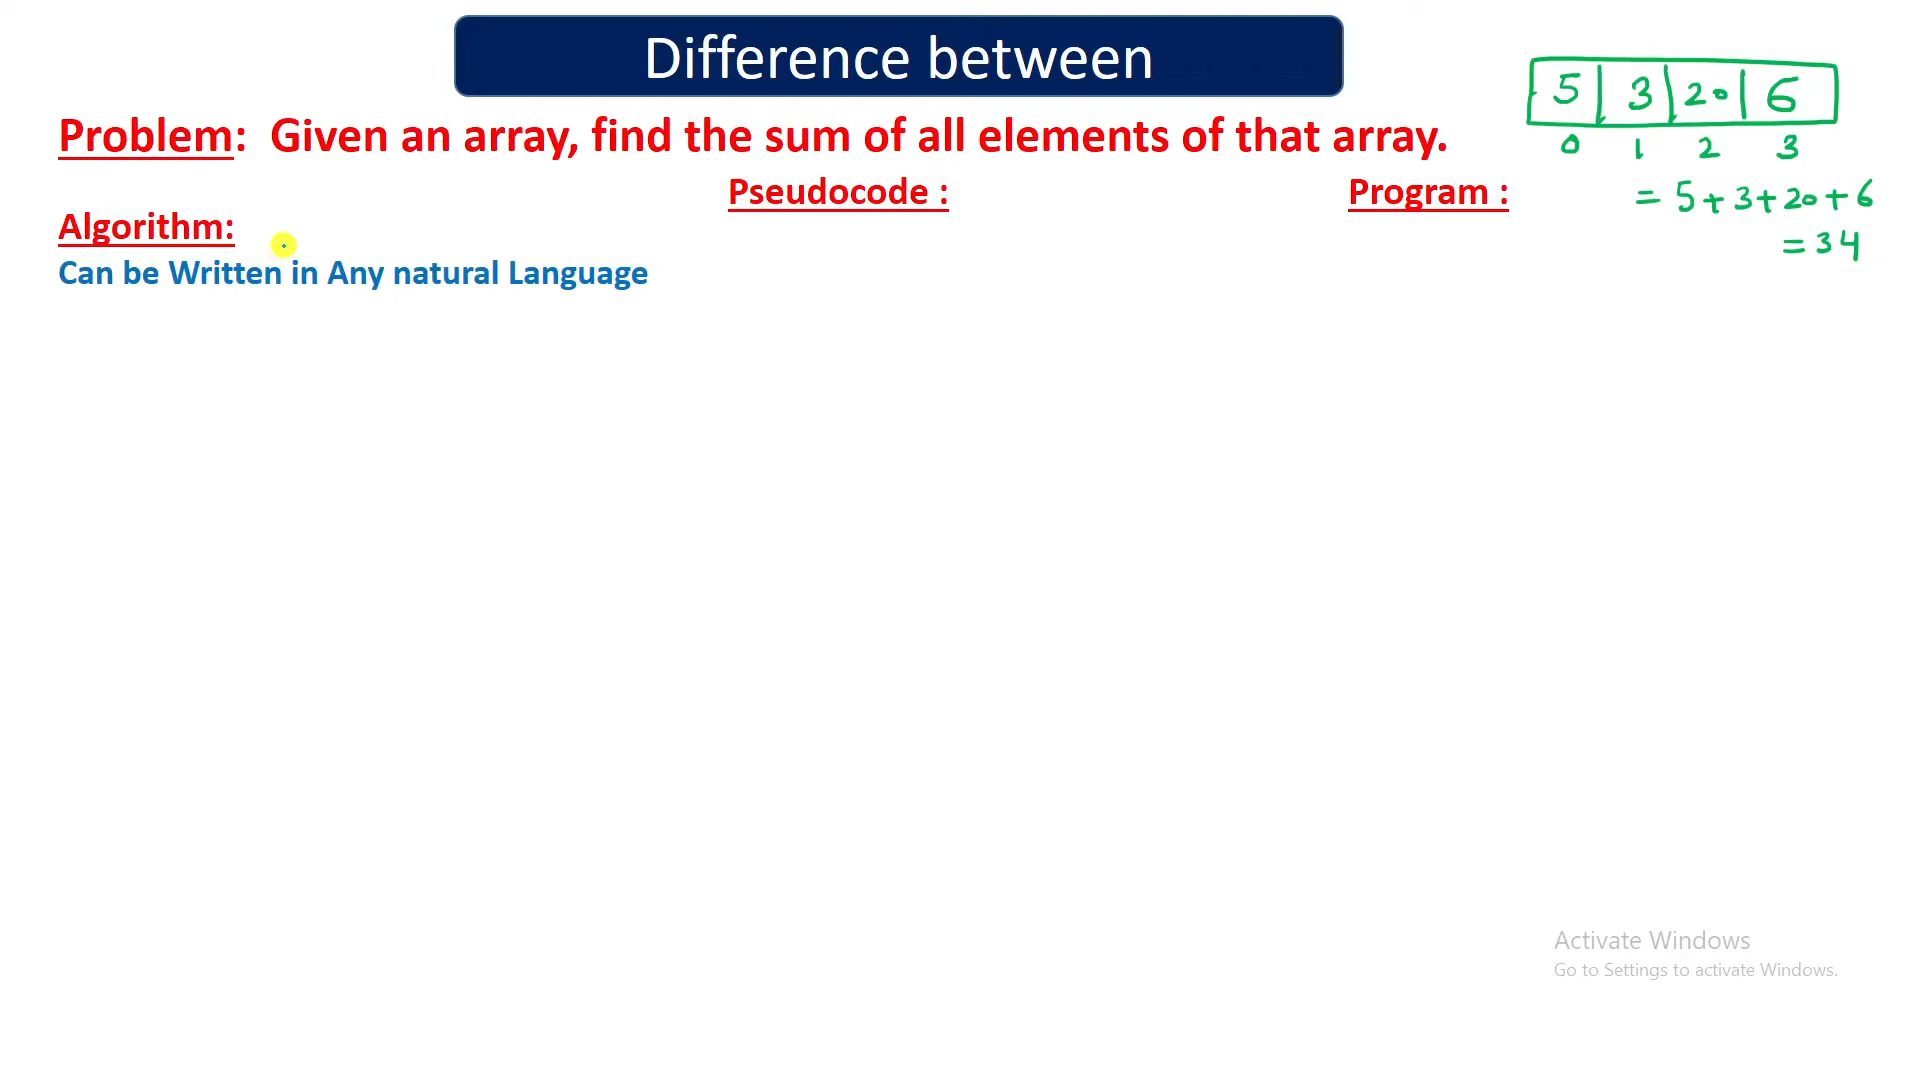 Difference between
Problem: Given an array, find the sum of all elements of that array.
5 3 20 6
0 1 2 3
= 5+3+20+6
= 34
Algorithm:
Can be Written in Any natural Language
Pseudocode :
Program :
Activate Windows
Go to Settings to activate Windows.